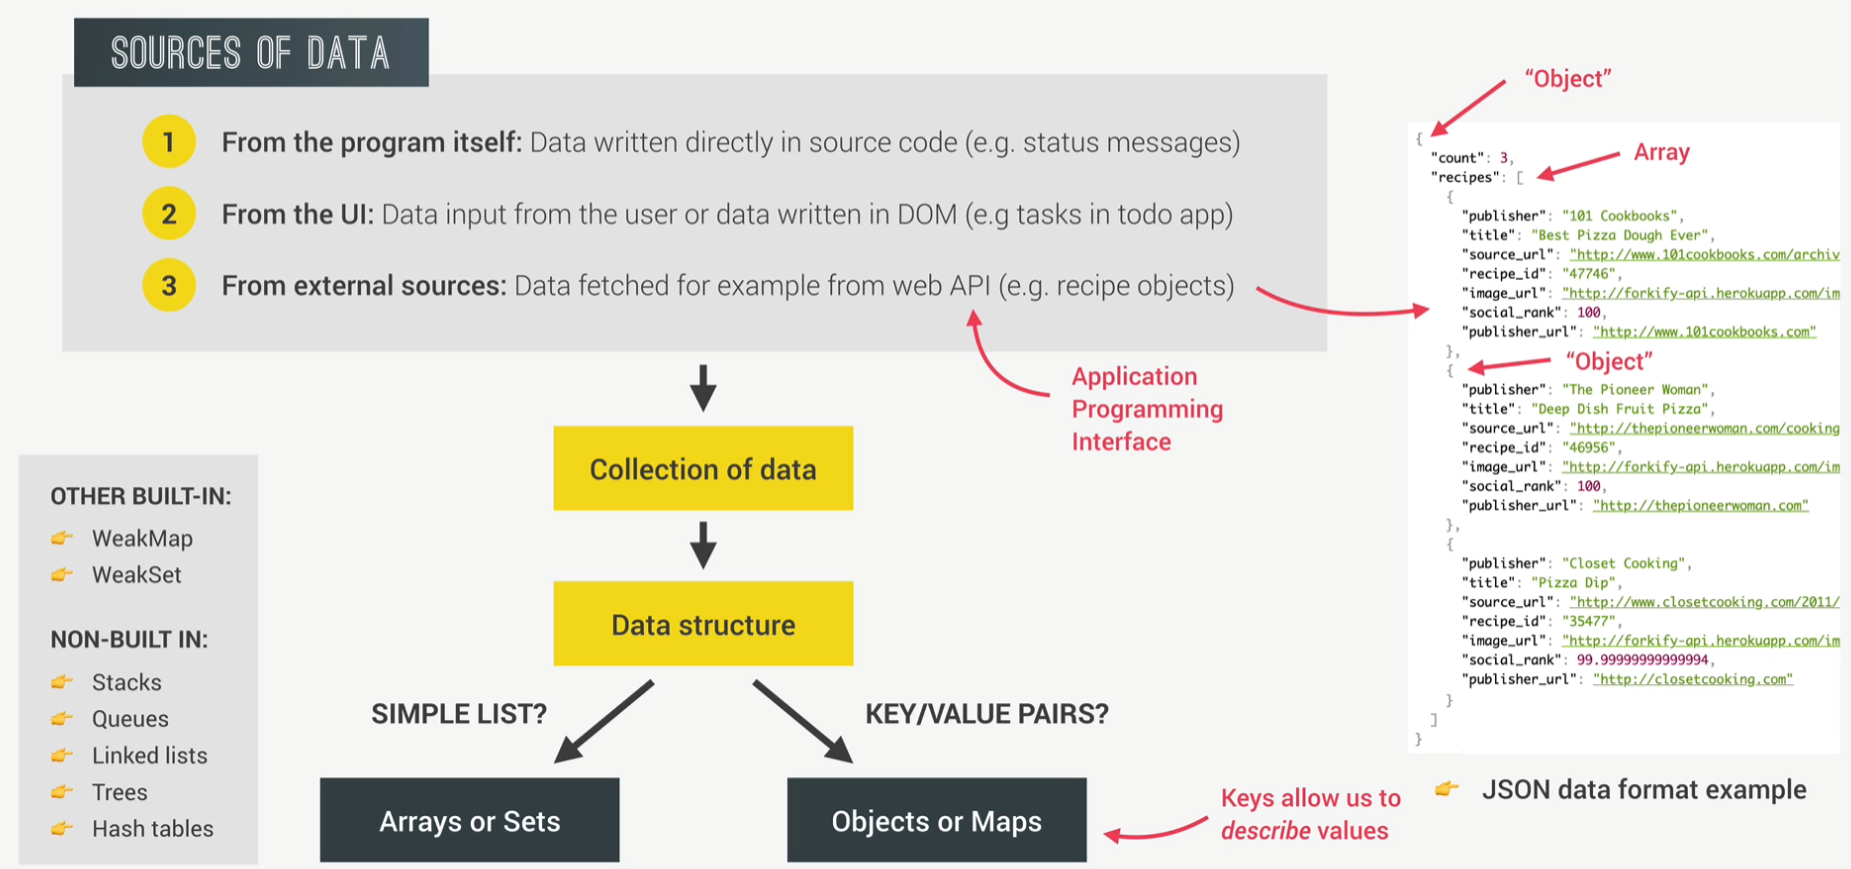 SOURCES OF DATA
1 From the program itself: Data written directly in source code (e.g. status messages)
2 From the UI: Data input from the user or data written in DOM (e.g tasks in todo app)
3 From external sources: Data fetched for example from web API (e.g. recipe objects)
Application
Programming
Interface
Collection of data
Data structure
SIMPLE LIST?
KEY/VALUE PAIRS?
Arrays or Sets
Objects or Maps
Keys allow us to
describe values
OTHER BUILT-IN:
WeakMap
WeakSet
NON-BUILT IN:
Stacks
Queues
Linked lists
Trees
Hash tables
“Object”
Array
“Object”
{
"count": 3,
"recipes": [
{
"publisher": "101 Cookbooks",
"title": "Best Pizza Dough Ever",
"source_url": "http://www.101cookbooks.com/archiv
"recipe_id": "47746",
"image_url": "http://forkify-api.herokuapp.com/im
"social_rank": 100,
"publisher_url": "http://www.101cookbooks.com"
},
{
"publisher": "The Pioneer Woman",
"title": "Deep Dish Fruit Pizza",
"source_url": "http://thepioneerwoman.com/cooking
"recipe_id": "46956",
"image_url": "http://forkify-api.herokuapp.com/im
"social_rank": 100,
"publisher_url": "http://thepioneerwoman.com"
},
{
"publisher": "Closet Cooking",
"title": "Pizza Dip",
"source_url": "http://www.closetcooking.com/2011/
"recipe_id": "35477",
"image_url": "http://forkify-api.herokuapp.com/im
"social_rank": 99.99999999999994,
"publisher_url": "http://closetcooking.com"
}
]
}
JSON data format example